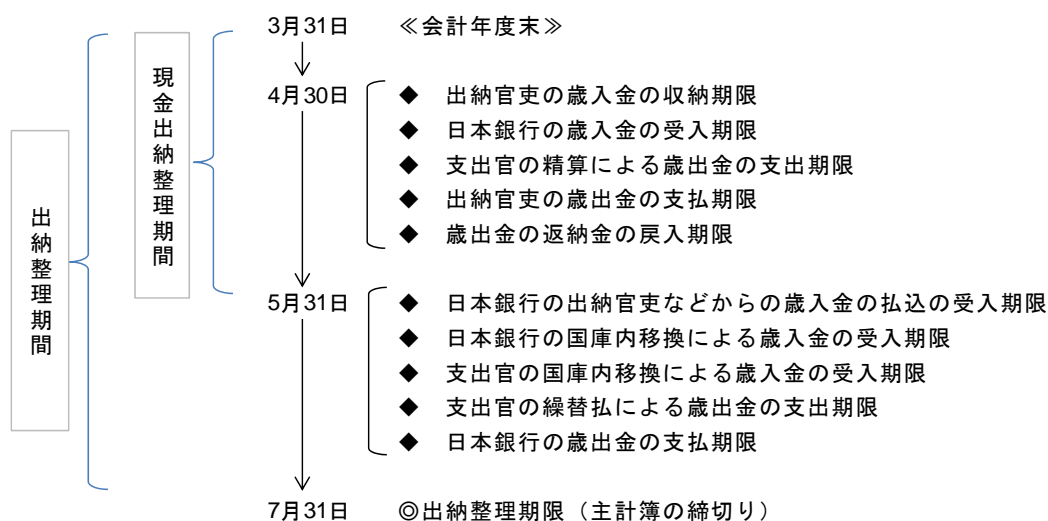 3月31日 ≪会計年度末≫
現金出納整理期間
出納整理期間
4月30日
◆ 出納官吏の歳入金の収納期限
◆ 日本銀行の歳入金の受入期限
◆ 支出官の精算による歳出金の支出期限
◆ 出納官吏の歳出金の支払期限
◆ 歳出金の返納金の戻入期限
5月31日
◆ 日本銀行の出納官吏などからの歳入金の払込の受入期限
◆ 日本銀行の国庫内移換による歳入金の受入期限
◆ 支出官の国庫内移換による歳入金の受入期限
◆ 支出官の繰替払による歳出金の支出期限
◆ 日本銀行の歳出金の支払期限
7月31日 ◎出納整理期限（主計簿の締切り）